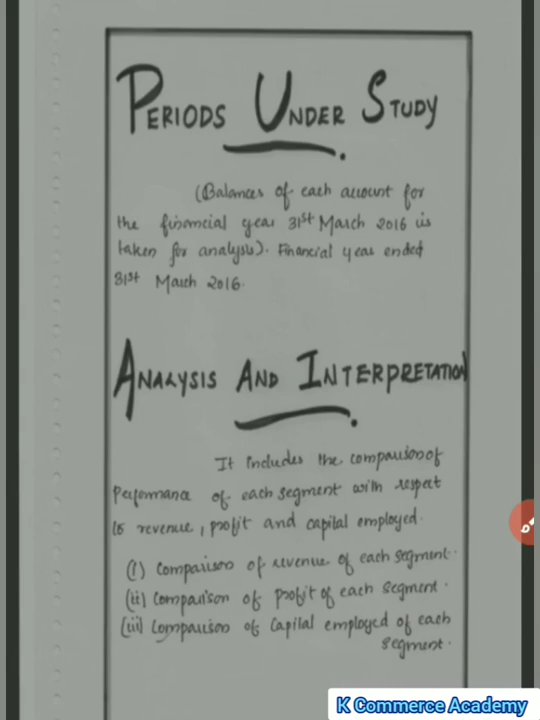 PERIODS UNDER STUDY
(Balances of each account for
the financial year 31st March 2016 is
taken for analysis). Financial year ended
31st March 2016.
ANALYSIS AND INTERPRETATION
It includes the comparison of
Performance of each segment with respect
to revenue, profit and capital employed.
(i) Comparison of revenue of each segment.
(ii) Comparison of profit of each segment.
(iii) Comparison of Capital employed of each
segment.
K Commerce Academy